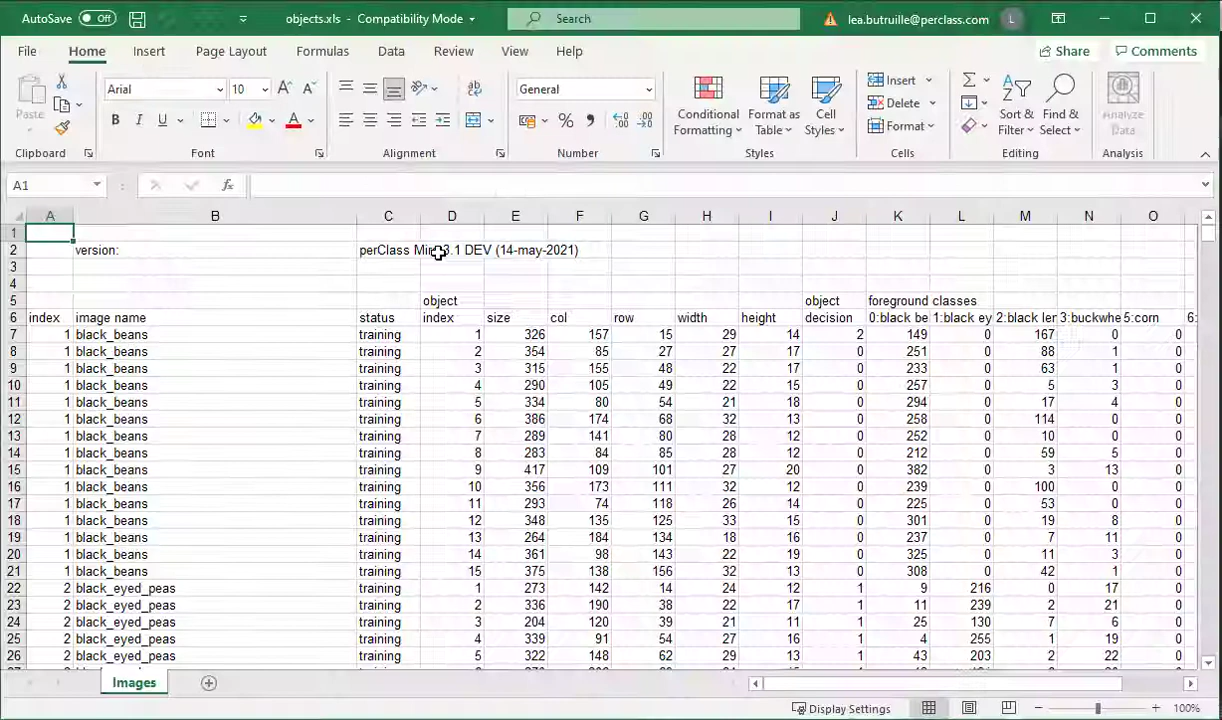 AutoSave Off objects.xls - Compatibility Mode Search lea.butruille@perclass.com L
File Home Insert Page Layout Formulas Data Review View Help Share Comments
Paste Arial 10 General Conditional Formatting Format as Table Cell Styles Insert Delete Format Sort & Filter Find & Select Analyze Data
Clipboard Font Alignment Number Styles Cells Editing Analysis
A1 fx
A B C D E F G H I J K L M N O
1
2 version: perClass 3.1 DEV (14-may-2021)
3
4
5 object object foreground classes
6 index image name status index size col row width height decision 0:black be 1:black ey 2:black ler 3:buckwhe 5:corn 6:
7 1 black_beans training 1 326 157 15 29 14 2 149 0 167 0 0
8 1 black_beans training 2 354 85 27 27 17 0 251 0 88 1 0
9 1 black_beans training 3 315 155 48 22 17 0 233 0 63 1 0
10 1 black_beans training 4 290 105 49 22 15 0 257 0 5 3 0
11 1 black_beans training 5 334 80 54 21 18 0 294 0 17 4 0
12 1 black_beans training 6 386 174 68 32 13 0 258 0 114 0 0
13 1 black_beans training 7 289 141 80 28 12 0 252 0 10 0 0
14 1 black_beans training 8 283 84 85 28 12 0 212 0 59 5 0
15 1 black_beans training 9 417 109 101 27 20 0 382 0 3 13 0
16 1 black_beans training 10 356 173 111 32 12 0 239 0 100 0 0
17 1 black_beans training 11 293 74 118 26 14 0 225 0 53 0 0
18 1 black_beans training 12 348 135 125 33 15 0 301 0 19 8 0
19 1 black_beans training 13 264 184 134 18 16 0 237 0 7 11 0
20 1 black_beans training 14 361 98 143 22 19 0 325 0 11 3 0
21 1 black_beans training 15 375 138 156 32 13 0 308 0 42 1 0
22 2 black_eyed_peas training 1 273 142 14 24 12 1 9 216 0 17 0
23 2 black_eyed_peas training 2 336 190 38 22 17 1 11 239 2 21 0
24 2 black_eyed_peas training 3 204 120 39 21 11 1 25 130 7 6 0
25 2 black_eyed_peas training 4 339 91 54 27 16 1 4 255 1 19 0
26 2 black_eyed_peas training 5 322 148 62 29 13 1 43 203 2 22 0
Images
Display Settings 100%